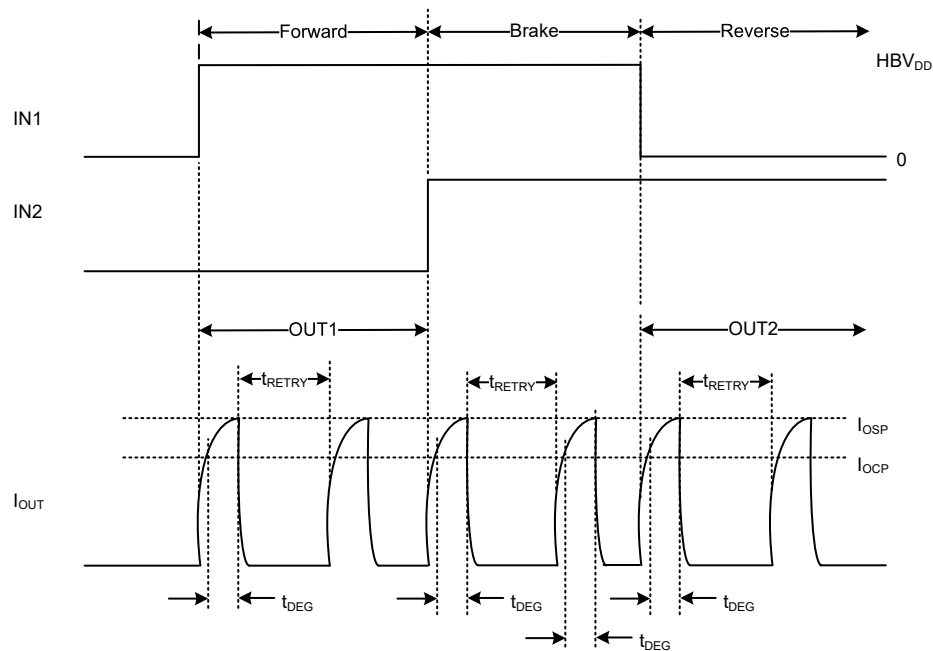 Forward Brake Reverse
HBVDD
IN1
0
IN2
OUT1 OUT2
tRETRY tRETRY tRETRY
IOSP
IOCP
IOUT
tDEG tDEG tDEG
tDEG